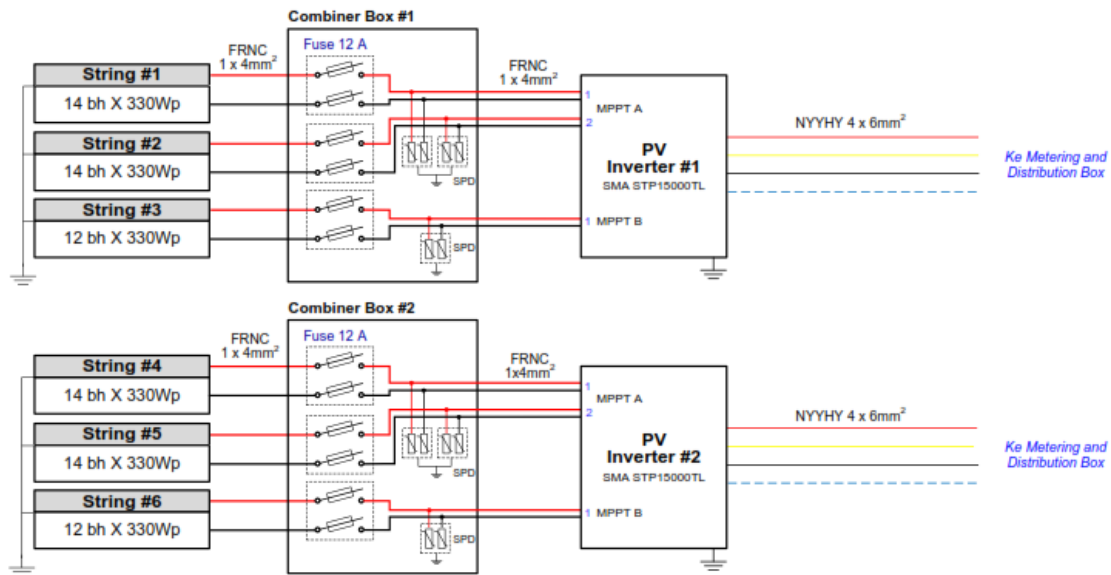 Combiner Box #1
Fuse 12 A
FRNC
1 x 4mm²
FRNC
1 x 4mm²
String #1
14 bh X 330Wp
String #2
14 bh X 330Wp
String #3
12 bh X 330Wp
SPD
SPD
1
MPPT A
2
PV
Inverter #1
SMA STP15000TL
1 MPPT B
NYYHY 4 x 6mm²
Ke Metering and
Distribution Box
Combiner Box #2
Fuse 12 A
FRNC
1 x 4mm²
FRNC
1x4mm²
String #4
14 bh X 330Wp
String #5
14 bh X 330Wp
String #6
12 bh X 330Wp
SPD
SPD
1
MPPT A
2
PV
Inverter #2
SMA STP15000TL
1 MPPT B
NYYHY 4 x 6mm²
Ke Metering and
Distribution Box